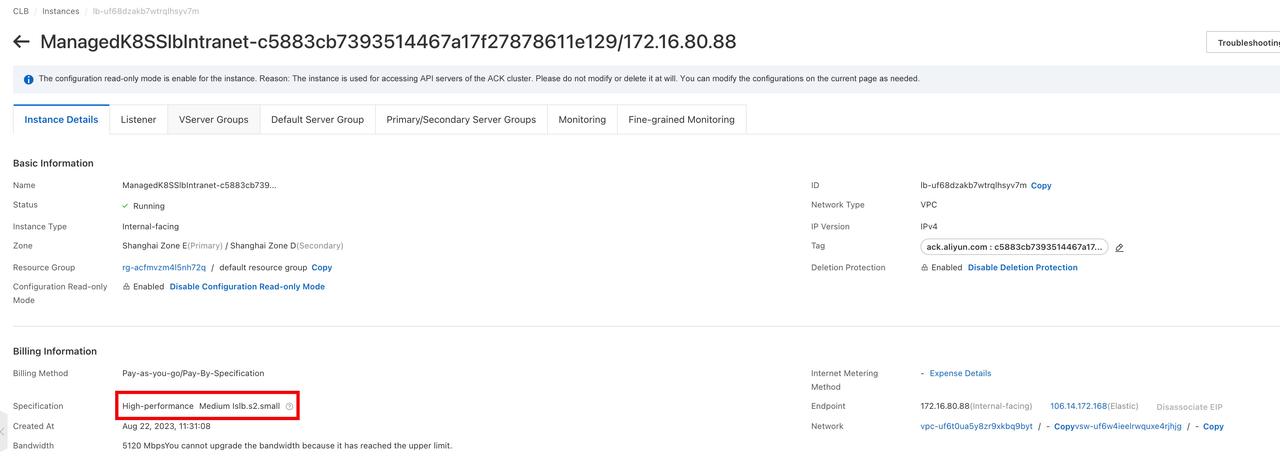 CLB Instances lb-uf68dzakb7wtrqlhsyv7m
← ManagedK8SSlbIntranet-c5883cb7393514467a17f27878611e129/172.16.80.88
Troubleshooting
The configuration read-only mode is enable for the instance. Reason: The instance is used for accessing API servers of the ACK cluster. Please do not modify or delete it at will. You can modify the configurations on the current page as needed.
Instance Details Listener VServer Groups Default Server Group Primary/Secondary Server Groups Monitoring Fine-grained Monitoring
Basic Information
Name ManagedK8SSlbIntranet-c5883cb739... ID lb-uf68dzakb7wtrqlhsyv7m Copy
Status Running Network Type VPC
Instance Type Internal-facing IP Version IPv4
Zone Shanghai Zone E(Primary) / Shanghai Zone D(Secondary) Tag ack.aliyun.com : c5883cb7393514467a17...
Resource Group rg-acfmvzm4l5nh72q / default resource group Copy Deletion Protection Enabled Disable Deletion Protection
Configuration Read-only Enabled Disable Configuration Read-only Mode
Mode
Billing Information
Billing Method Pay-as-you-go/Pay-By-Specification Internet Metering - Expense Details
Method
Specification High-performance Medium Islb.s2.small Endpoint 172.16.80.88(Internal-facing) 106.14.172.168(Elastic) Disassociate EIP
Created At Aug 22, 2023, 11:31:08 Network vpc-uf6t0ua5y8zr9xkbq9byt / - Copyvsw-uf6w4ieelrwquxe4rjhjg / - Copy
Bandwidth 5120 MbpsYou cannot upgrade the bandwidth because it has reached the upper limit.